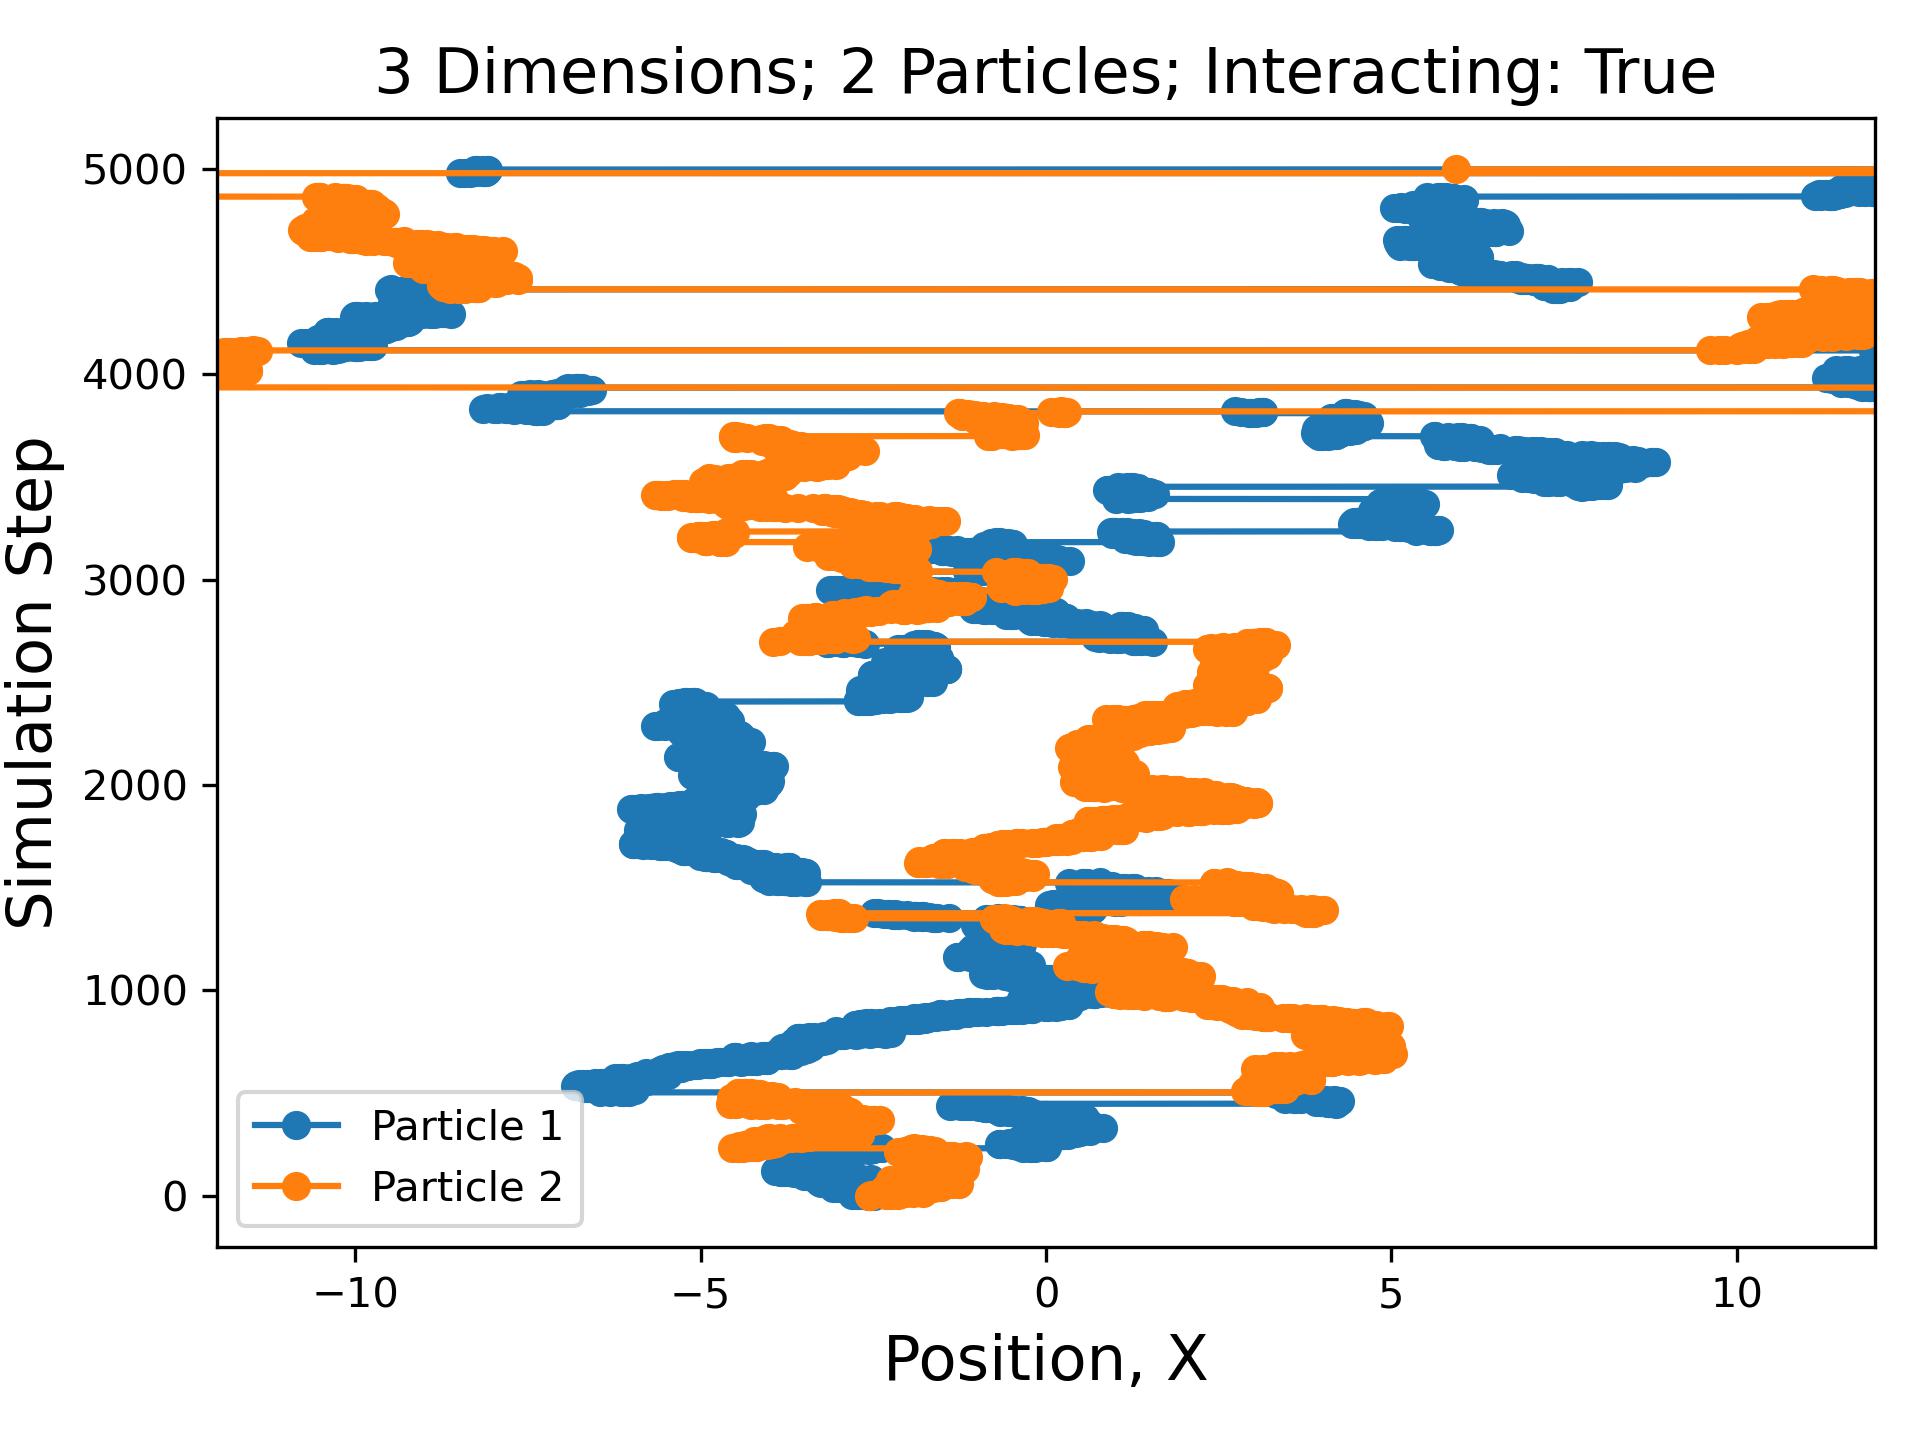 3 Dimensions; 2 Particles; Interacting: True
Simulation Step
5000
4000
3000
2000
1000
0
Particle 1
Particle 2
−10
−5
0
5
10
Position, X